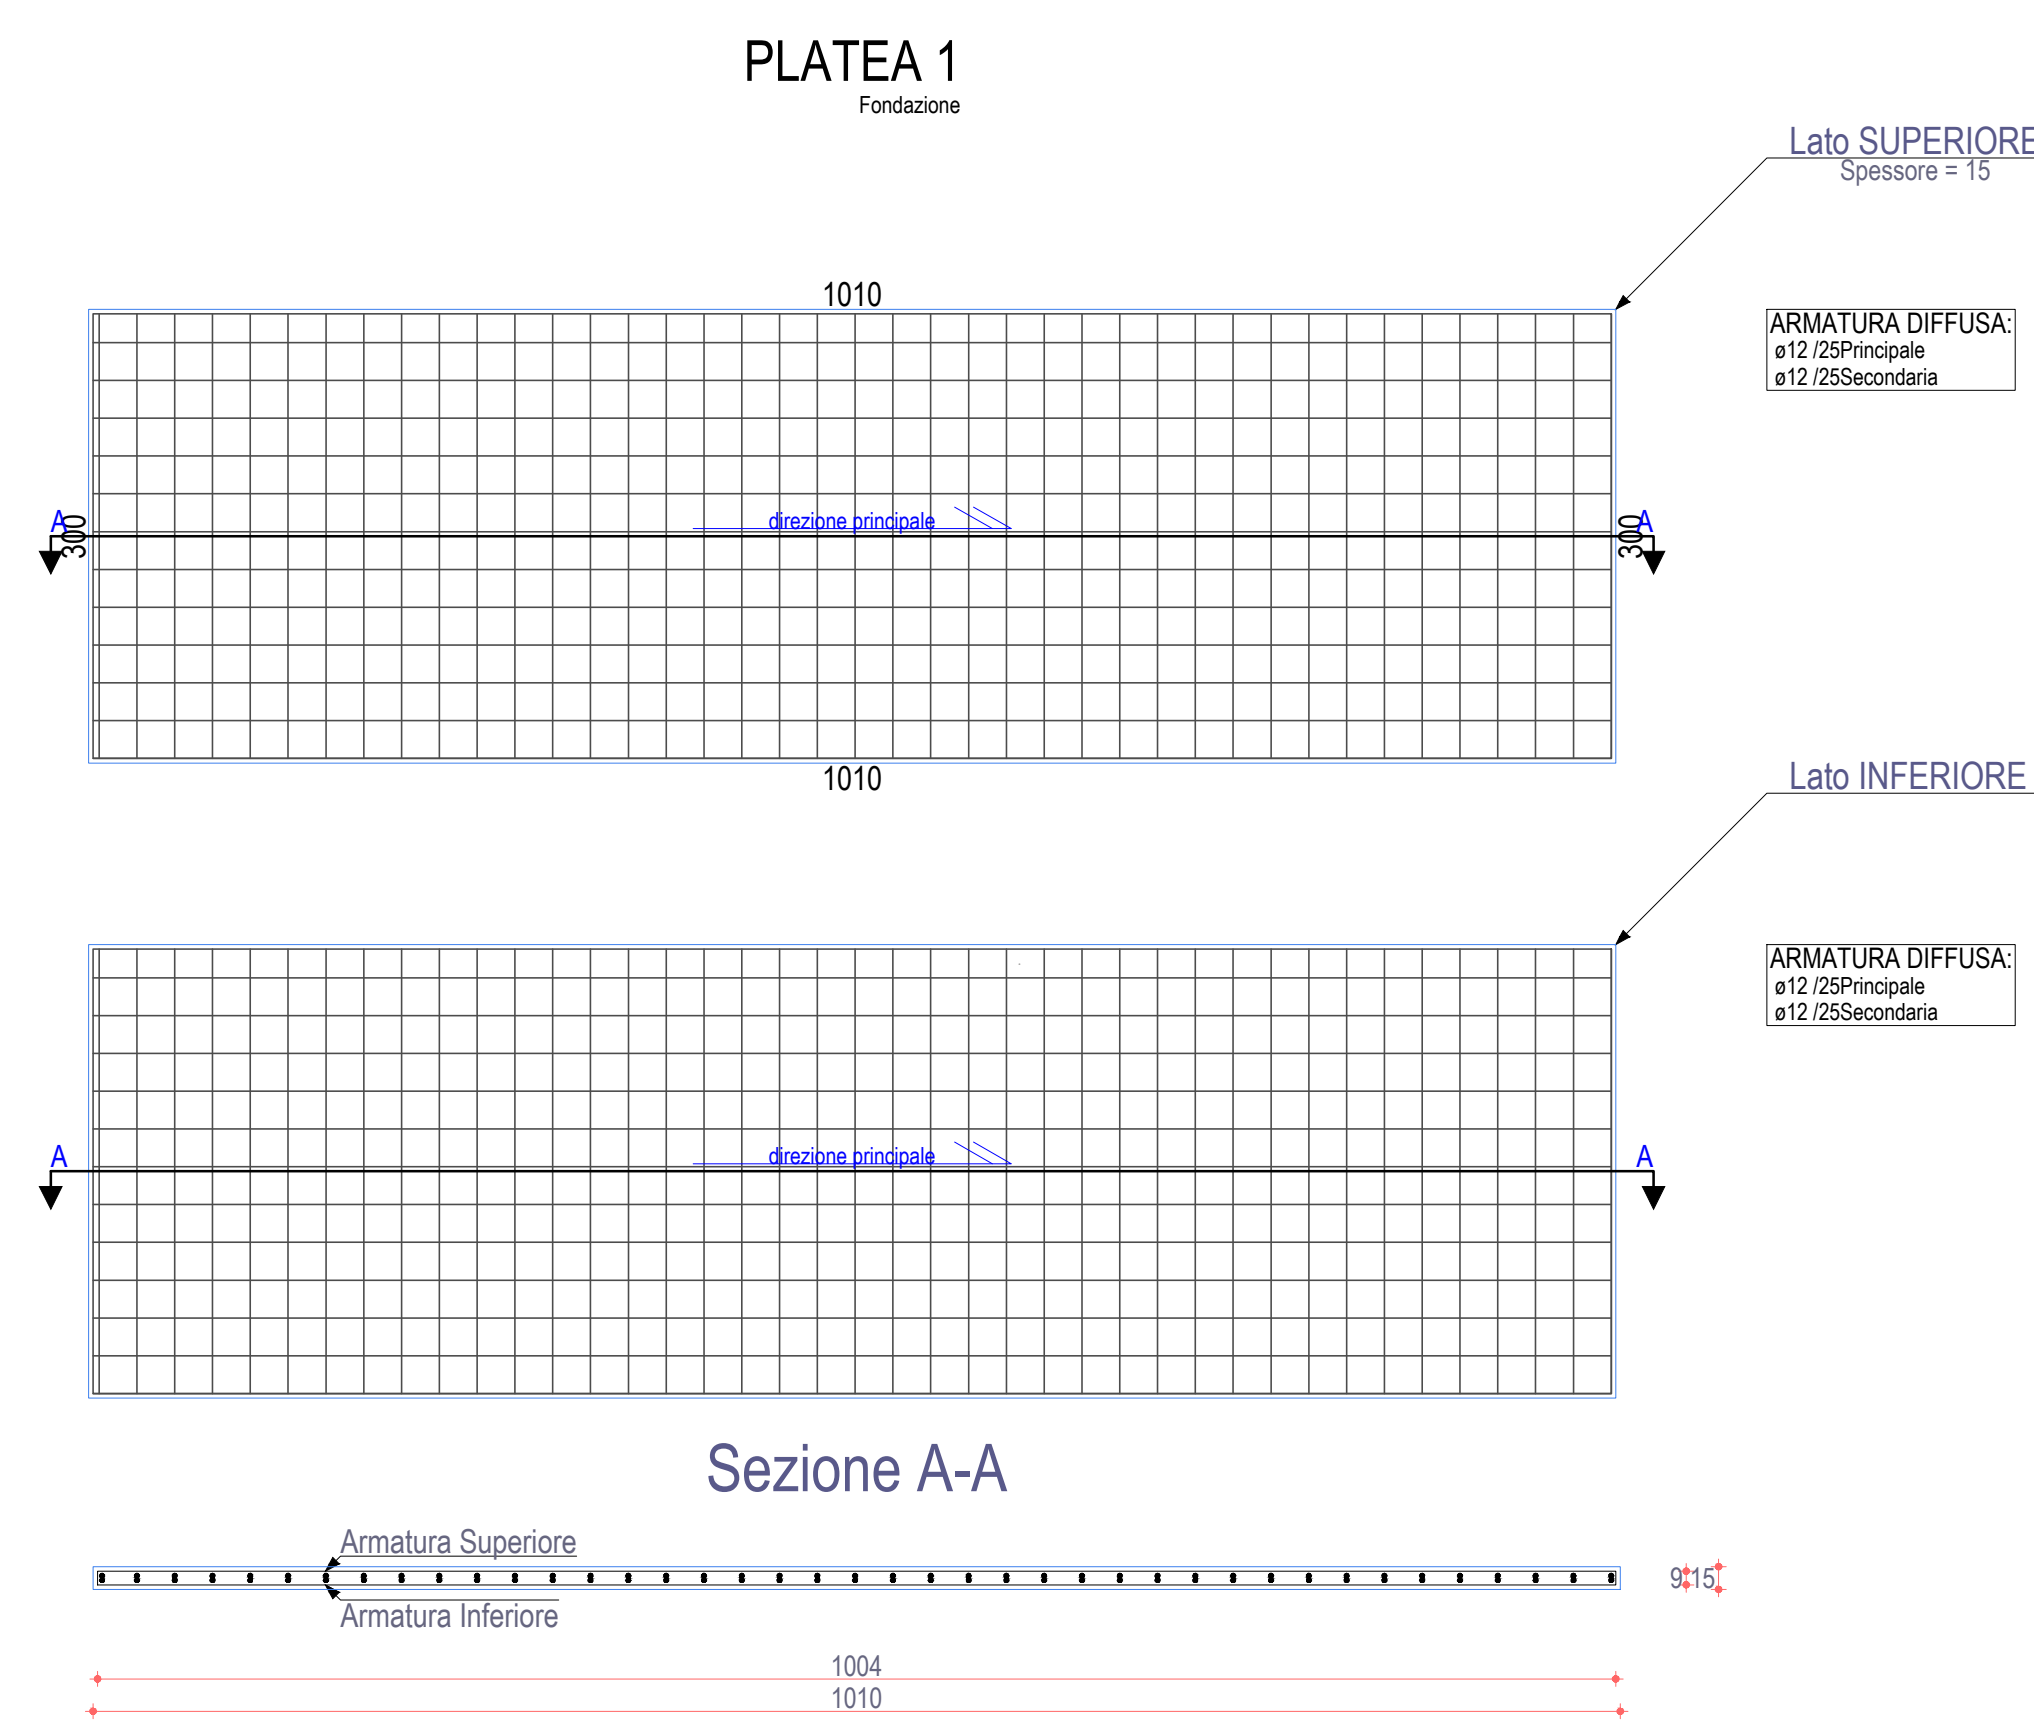 PLATEA 1
Fondazione
Lato SUPERIORE
Spessore = 15
1010
ARMATURA DIFFUSA:
ø12 /25Principale
ø12 /25Secondaria
A
300
direzione principale
300
A
1010
Lato INFERIORE
ARMATURA DIFFUSA:
ø12 /25Principale
ø12 /25Secondaria
A
direzione principale
A
Sezione A-A
Armatura Superiore
9
15
Armatura Inferiore
1004
1010